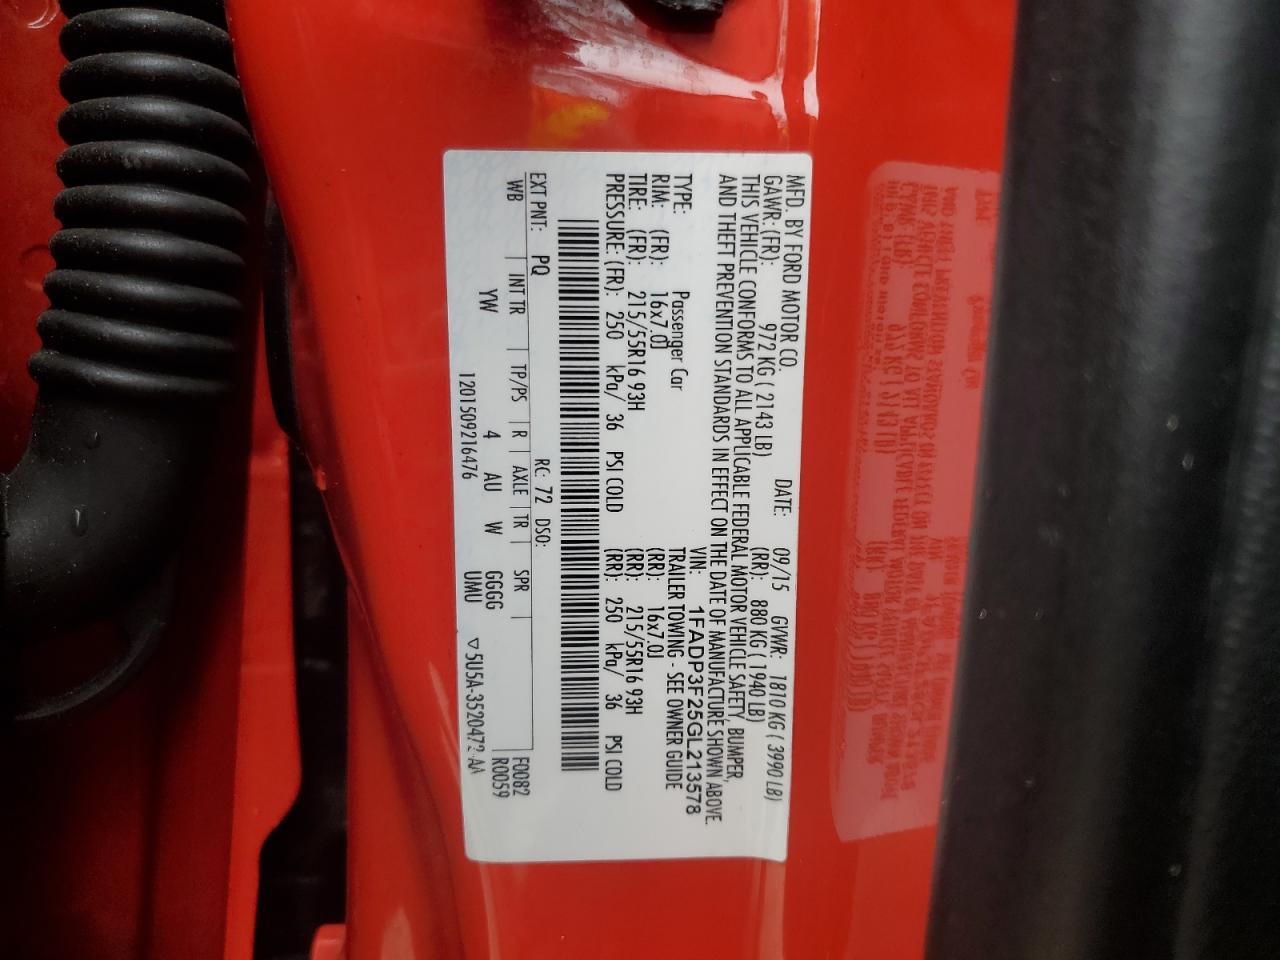 MFD. BY FORD MOTOR CO.
DATE: 09/15 GVWR: 1810 KG ( 3990 LB)
GAWR: (FR): 972 KG ( 2143 LB) (RR): 880 KG ( 1940 LB)
THIS VEHICLE CONFORMS TO ALL APPLICABLE FEDERAL MOTOR VEHICLE SAFETY, BUMPER,
AND THEFT PREVENTION STANDARDS IN EFFECT ON THE DATE OF MANUFACTURE SHOWN ABOVE.
VIN: 1FADP3F25GL213578
TYPE: Passenger Car TRAILER TOWING - SEE OWNER GUIDE
RIM: (FR): 16x7.0J (RR): 16x7.0J
TIRE: (FR): 215/55R16 93H (RR): 215/55R16 93H
PRESSURE: (FR): 250 kPa/ 36 PSI COLD (RR): 250 kPa/ 36 PSI COLD
EXT PNT: PQ RC: 72 DSO: F0082
WB INT TR TP/PS R AXLE TR SPR R0059
YW 4 AU W GGGG
UMU
1201509216476 ▽5U5A-3520472-AA